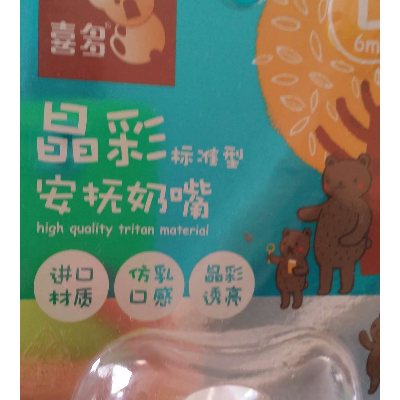 喜多
晶彩 标准型
安抚奶嘴
high quality tritan material
进口
材质
仿乳
口感
晶彩
透亮